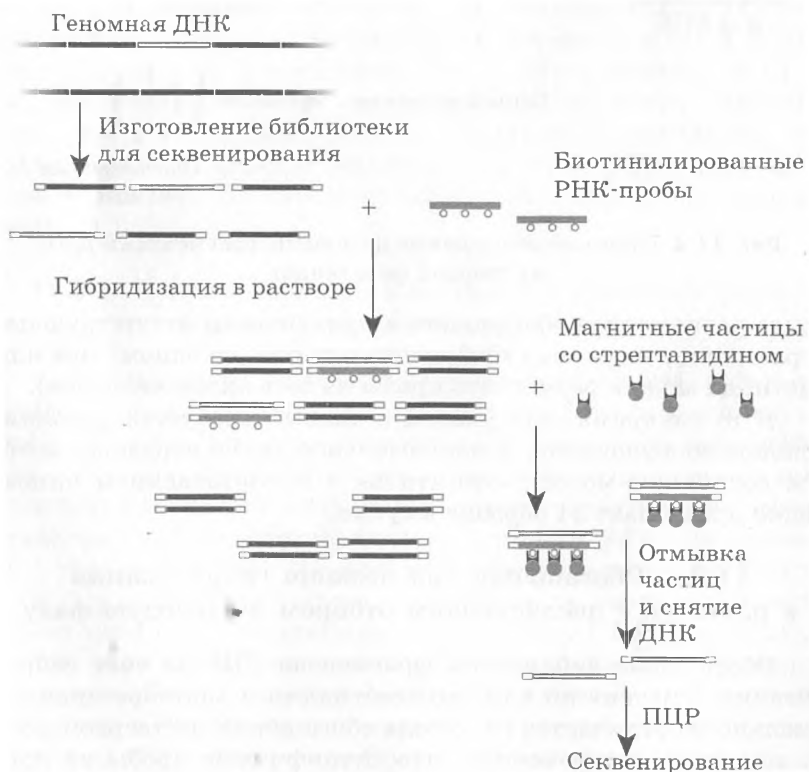 Геномная ДНК
Изготовление библиотеки
для секвенирования
Биотинилированные
РНК-пробы
+
Гибридизация в растворе
Магнитные частицы
со стрептавидином
+
Отмывка
частиц
и снятие
ДНК
ПЦР
Секвенирование